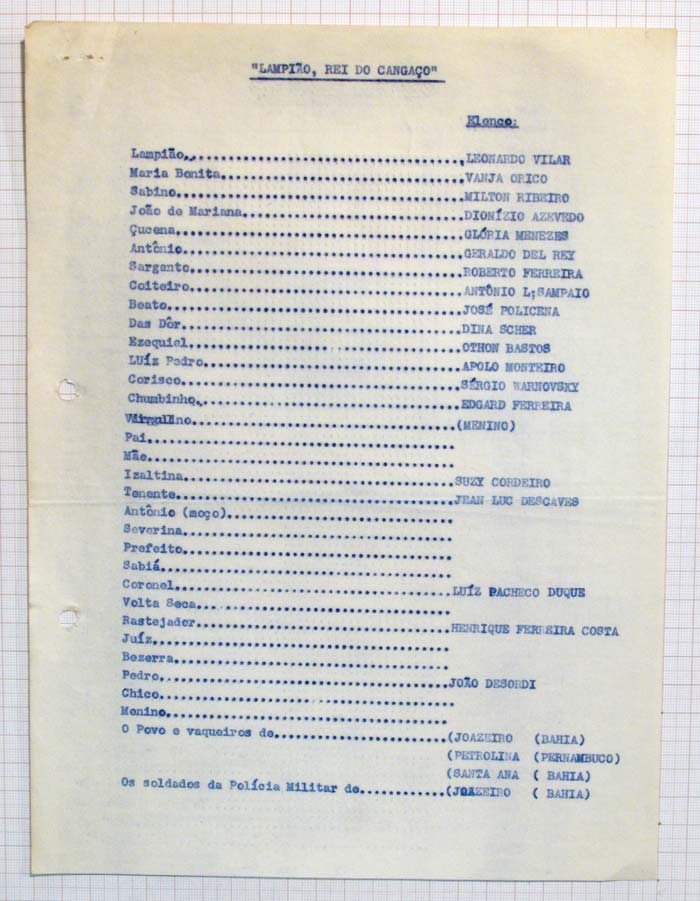 "LAMPIÃO, REI DO CANGAÇO"
Elenco:
Lampião..........................................LEONARDO VILAR
Maria Bonita.....................................VANJA ORICO
Sabino...........................................MILTON RIBEIRO
João de Mariana..................................DIONÍZIO AZEVEDO
Çucena...........................................GLÓRIA MENEZES
Antônio..........................................GERALDO DEL REY
Sargento.........................................ROBERTO FERREIRA
Coiteiro.........................................ANTÔNIO L;SAMPAIO
Beato............................................JOSÉ POLICENA
Das Dôr..........................................DINA SCHER
Ezequiel.........................................OTHON BASTOS
LUíz Pedro.......................................APOLO MONTEIRO
Corisco..........................................SÉRGIO WARNOVSKY
Chumbinho........................................EDGARD FERREIRA
Virgulino........................................(MENINO)
Pai..............................................
Mãe..............................................
Izaltina.........................................SUZY CORDEIRO
Tenente..........................................JEAN LUC DESCAVES
Antônio (moço)...................................
Severina.........................................
Prefeito.........................................
Sabiá............................................
Coronel..........................................LUÍZ PACHECO DUQUE
Volta Seca.......................................
Rastejador.......................................HENRIQUE FERREIRA COSTA
Juíz.............................................
Bezerra..........................................
Pedro............................................JOÃO DESORDI
Chico............................................
Menino...........................................
O Povo e vaqueiros de.........................(JOAZEIRO (BAHIA)
(PETROLINA (PERNAMBUCO)
(SANTA ANA ( BAHIA)
Os soldados da Polícia Militar de............(JOAZEIRO ( BAHIA)